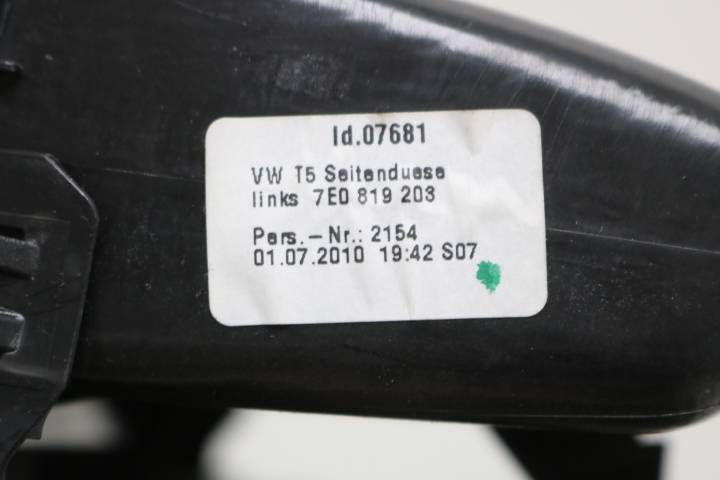 Id.07681
VW T5 Seitenduese
links 7E0 819 203
Pers.-Nr.: 2154
01.07.2010 19:42 S07